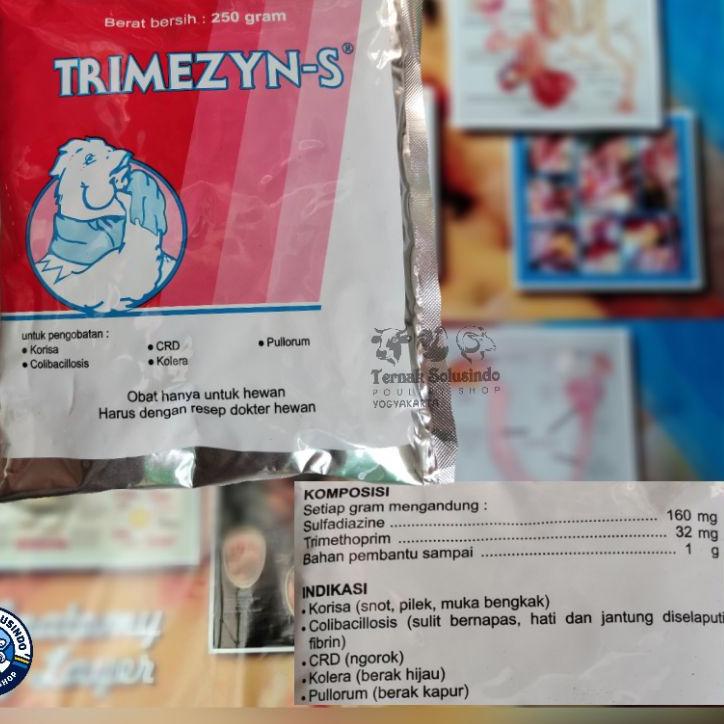 Berat bersih : 250 gram
TRIMEZYN-S®
untuk pengobatan :
• Korisa
• CRD
• Pullorum
• Colibacillosis
• Kolera
Obat hanya untuk hewan
Harus dengan resep dokter hewan
Ternak Solusindo
POULTRY SHOP
YOGYAKARTA
KOMPOSISI
Setiap gram mengandung :
Sulfadiazine ............................................................ 160 mg
Trimethoprim ............................................................ 32 mg
Bahan pembantu sampai ................................................ 1 g
INDIKASI
• Korisa (snot, pilek, muka bengkak)
• Colibacillosis (sulit bernapas, hati dan jantung diselaputi
fibrin)
• CRD (ngorok)
• Kolera (berak hijau)
• Pullorum (berak kapur)
Layer